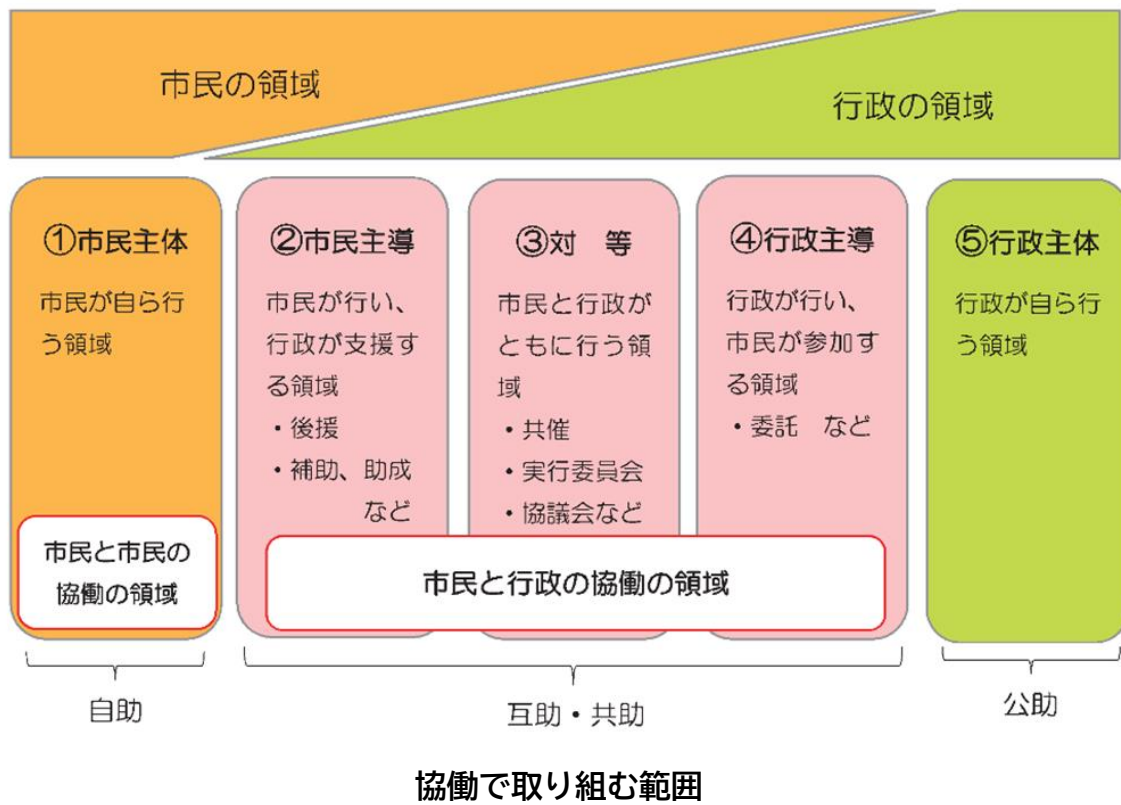 市民の領域
行政の領域
①市民主体
市民が自ら行
う領域
市民と市民の
協働の領域
②市民主導
市民が行い、
行政が支援す
る領域
・後援
・補助、助成
など
③対　等
市民と行政が
ともに行う領
域
・共催
・実行委員会
・協議会など
④行政主導
行政が行い、
市民が参加す
る領域
・委託　など
市民と行政の協働の領域
⑤行政主体
行政が自ら行
う領域
自助
互助・共助
公助
協働で取り組む範囲